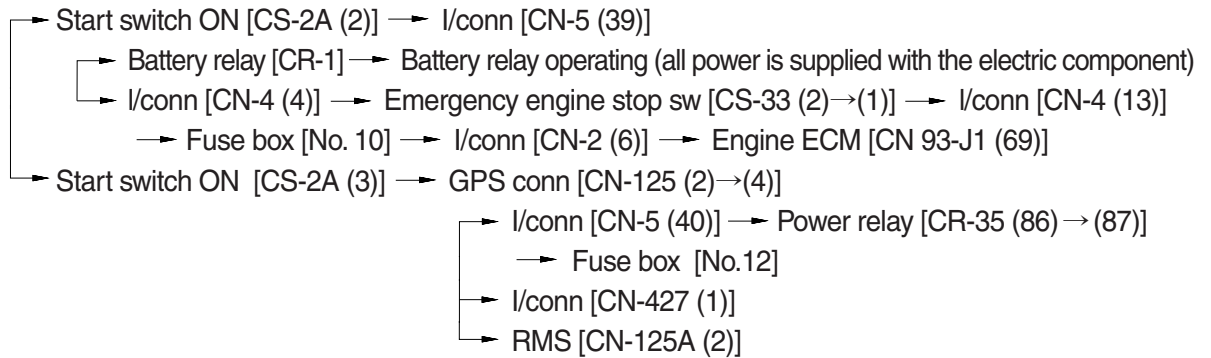 Start switch ON [CS-2A (2)] → I/conn [CN-5 (39)]
Battery relay [CR-1] → Battery relay operating (all power is supplied with the electric component)
I/conn [CN-4 (4)] → Emergency engine stop sw [CS-33 (2)→(1)] → I/conn [CN-4 (13)]
→ Fuse box [No. 10] → I/conn [CN-2 (6)] → Engine ECM [CN 93-J1 (69)]
Start switch ON [CS-2A (3)] → GPS conn [CN-125 (2)→(4)]
I/conn [CN-5 (40)] → Power relay [CR-35 (86)→(87)]
→ Fuse box [No.12]
I/conn [CN-427 (1)]
RMS [CN-125A (2)]